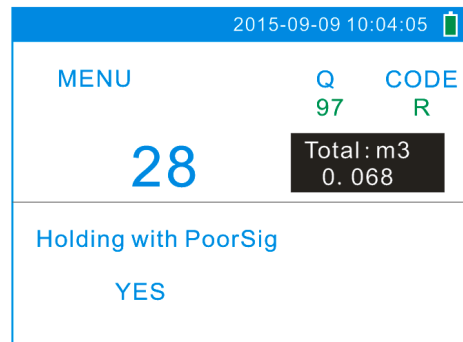 2015-09-09 10:04:05
MENU Q CODE
97 R
28 Total: m3
0.068
Holding with PoorSig
YES